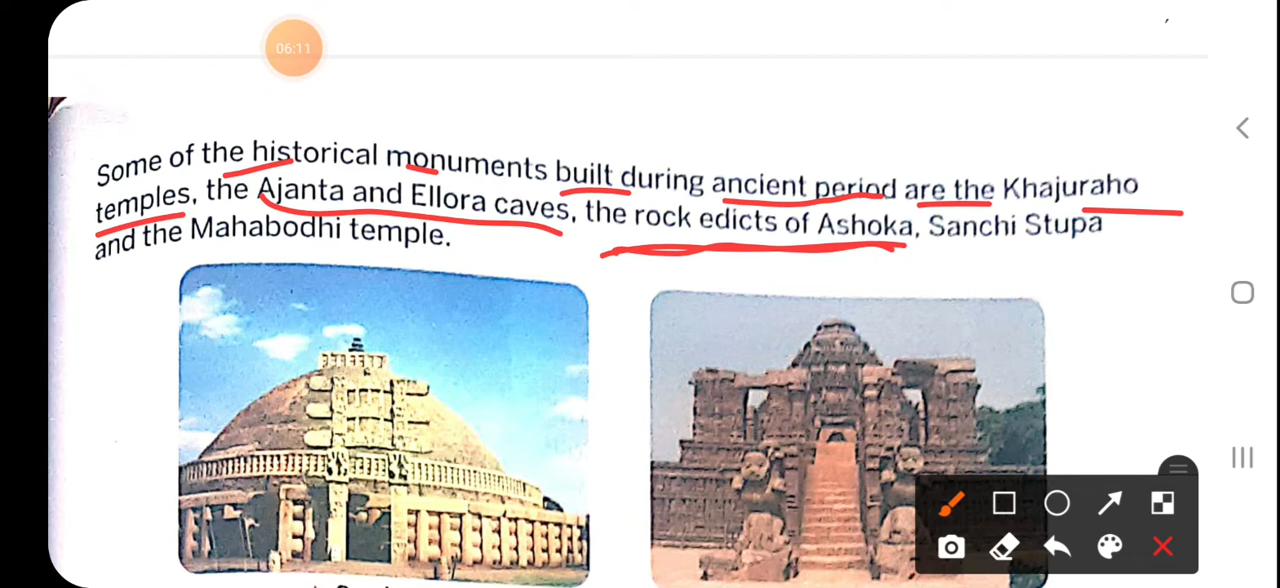 06:11
Some of the historical monuments built during ancient period are the Khajuraho
temples, the Ajanta and Ellora caves, the rock edicts of Ashoka, Sanchi Stupa
and the Mahabodhi temple.